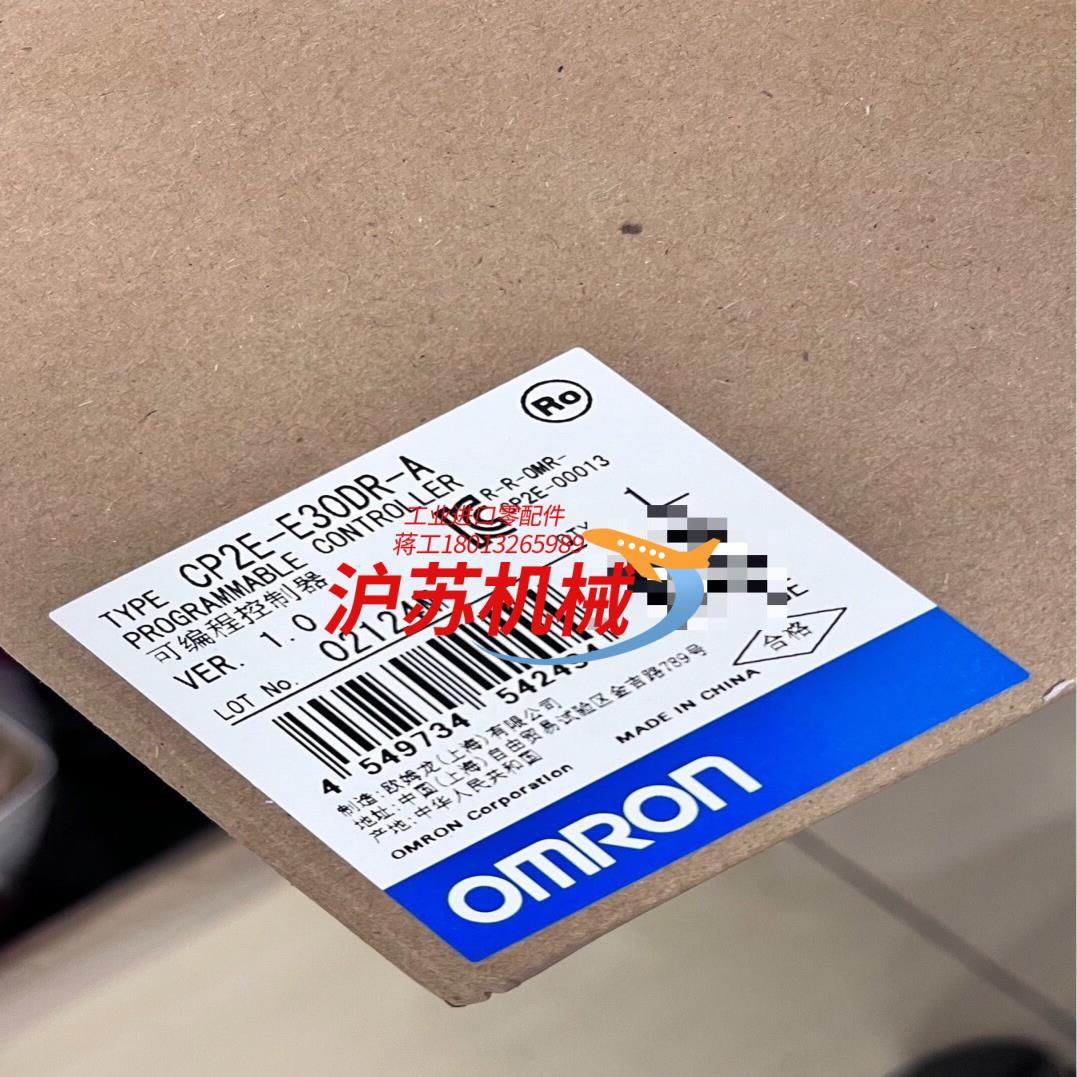 Ro
TYPE CP2E-E30DR-A
PROGRAMMABLE CONTROLLER
可编程控制器
R-R-OMR-
CP2E-00013
VER. 1.0
LOT No. 02124
1
工业进口零配件
蒋工18013265989
沪苏机械
4 549734 542451
制造:欧姆龙(上海)有限公司
地址:中国(上海)自由贸易试验区金吉路789号
产地:中华人民共和国
OMRON Corporation
MADE IN CHINA
合格
OMRON